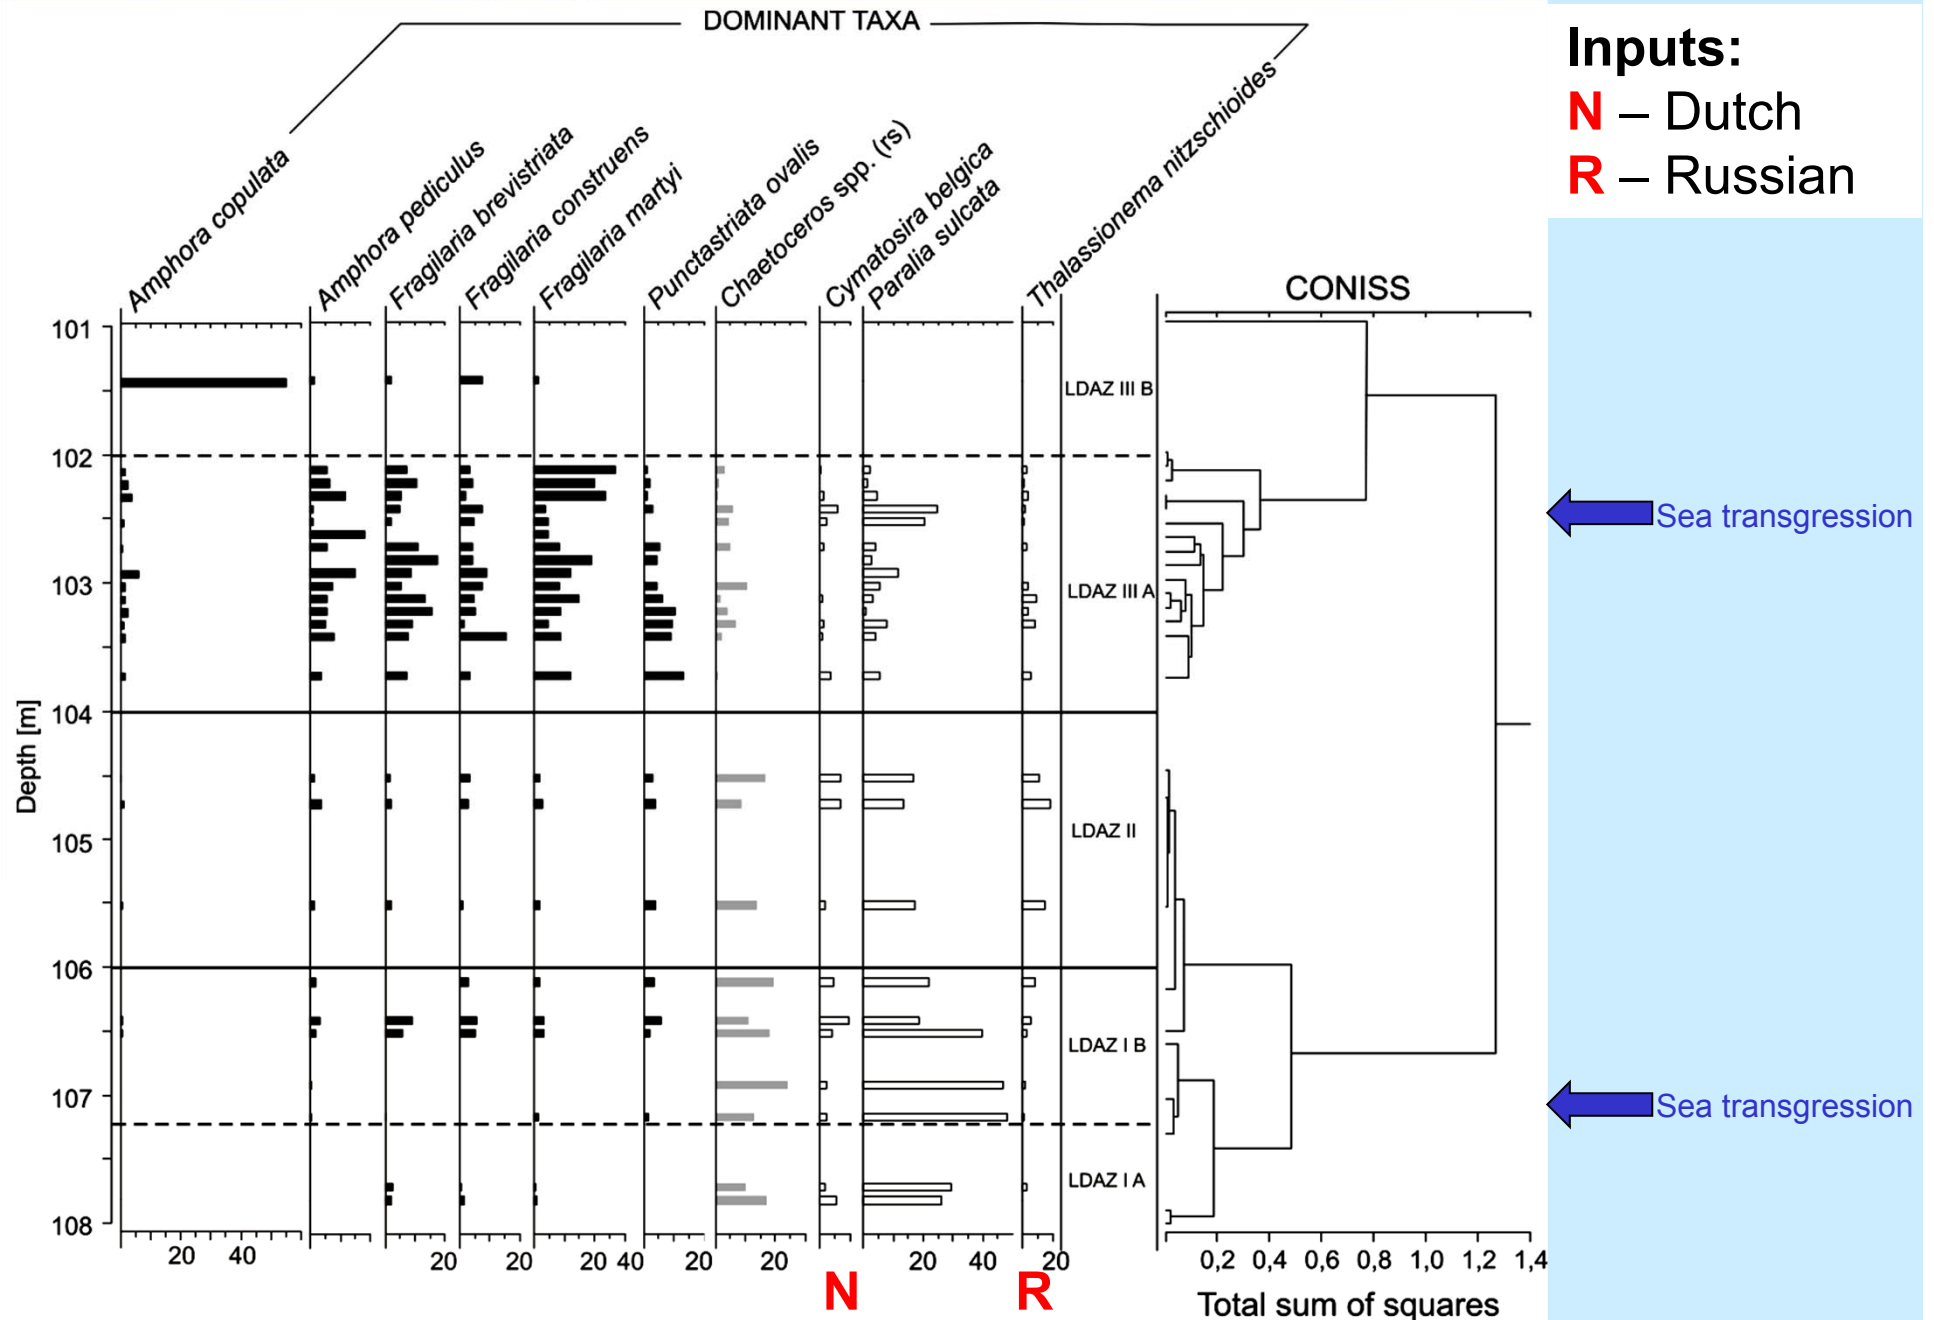 DOMINANT TAXA
Inputs:
N – Dutch
R – Russian
Amphora copulata
Amphora pediculus
Fragilaria brevistriata
Fragilaria construens
Fragilaria martyi
Punctastriata ovalis
Chaetoceros spp. (rs)
Cymatosira belgica
Paralia sulcata
Thalassionema nitzschioides
CONISS
101
LDAZ III B
102
Sea transgression
103
LDAZ III A
104
Depth [m]
LDAZ II
105
106
LDAZ I B
107
Sea transgression
LDAZ I A
108
20 40 20 20 20 40 20 20 20 40 20 0,2 0,4 0,6 0,8 1,0 1,2 1,4
N R
Total sum of squares